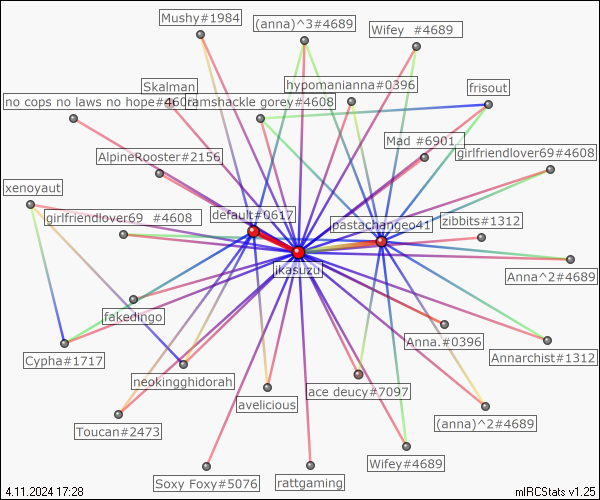 Mushy#1984
(anna)^3#4689
Wifey #4689
Skalman
hypomanianna#0396
frisout
no cops no laws no hope#4608
ramshackle gorey#4608
Mad #6901
AlpineRooster#2156
girlfriendlover69#4608
xenoyaut
girlfriendlover69 #4608
default#0617
pastachangeo41
zibbits#1312
ikasuzu
Anna^2#4689
fakedingo
Anna.#0396
Annarchist#1312
Cypha#1717
neokingghidorah
ace deucy#7097
avelicious
(anna)^2#4689
Toucan#2473
Wifey#4689
Soxy Foxy#5076
rattgaming
4.11.2024 17:28
mIRCStats v1.25